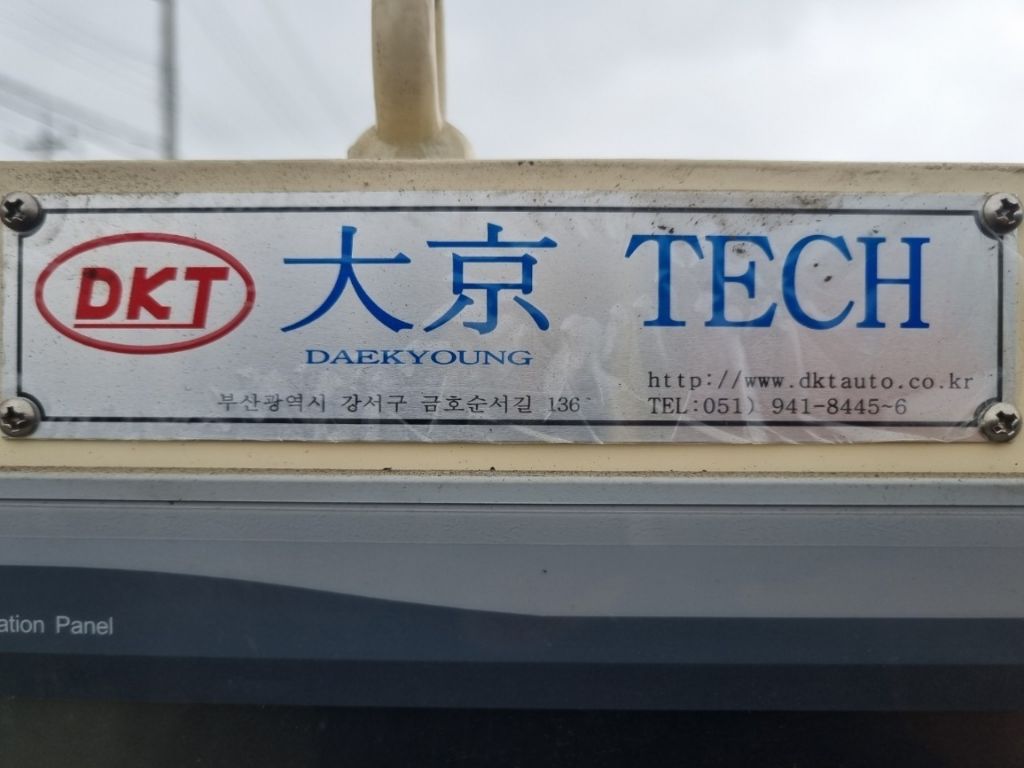 DKT 大京 TECH
DAEKYOUNG
http://www.dktauto.co.kr
부산광역시 강서구 금호순서길 136
TEL:051) 941-8445~6
ation Panel